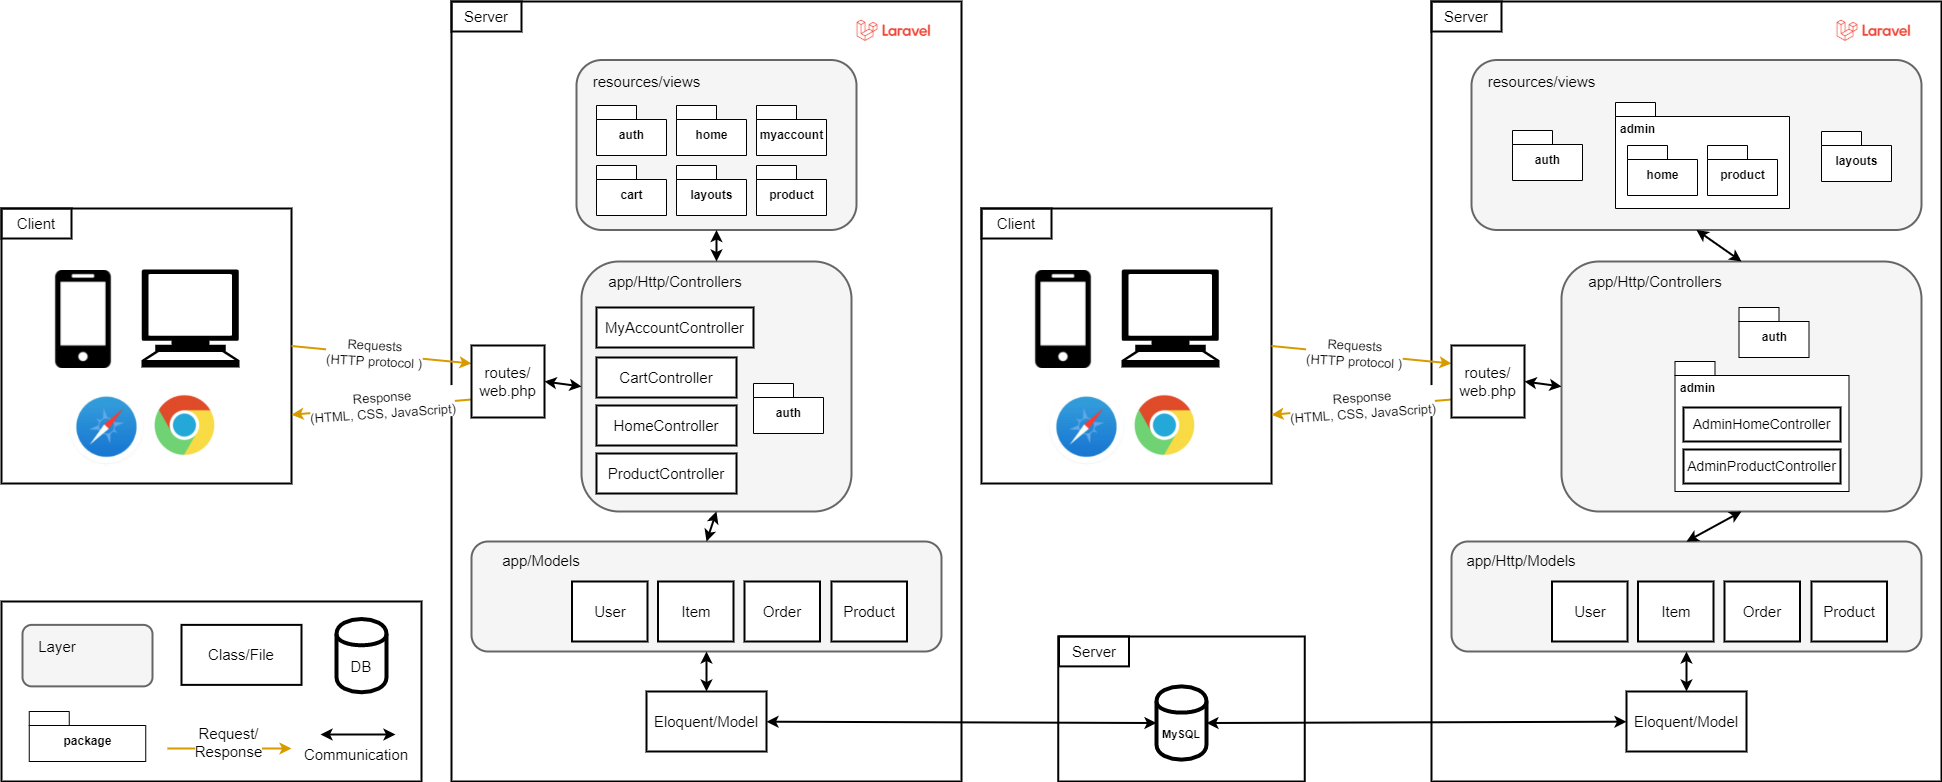 Client
Requests
(HTTP protocol )
Response
(HTML, CSS, JavaScript)
Server
Laravel
resources/views
auth
home
myaccount
cart
layouts
product
routes/
web.php
app/Http/Controllers
MyAccountController
CartController
HomeController
ProductController
auth
app/Models
User
Item
Order
Product
Eloquent/Model
Layer
Class/File
DB
package
Request/
Response
Communication
Client
Requests
(HTTP protocol )
Response
(HTML, CSS, JavaScript)
Server
MySQL
Server
Laravel
resources/views
auth
admin
home
product
layouts
routes/
web.php
app/Http/Controllers
auth
admin
AdminHomeController
AdminProductController
app/Http/Models
User
Item
Order
Product
Eloquent/Model